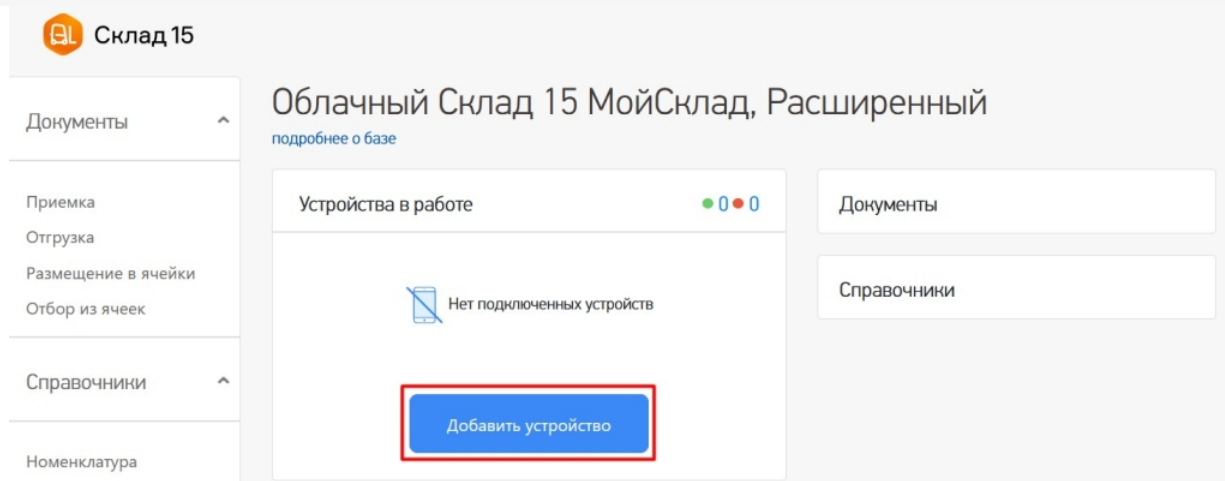 Склад 15
Документы
Приемка
Отгрузка
Размещение в ячейки
Отбор из ячеек
Справочники
Номенклатура
Облачный Склад 15 МойСклад, Расширенный
подробнее о базе
Устройства в работе
0 0
Нет подключенных устройств
Добавить устройство
Документы
Справочники